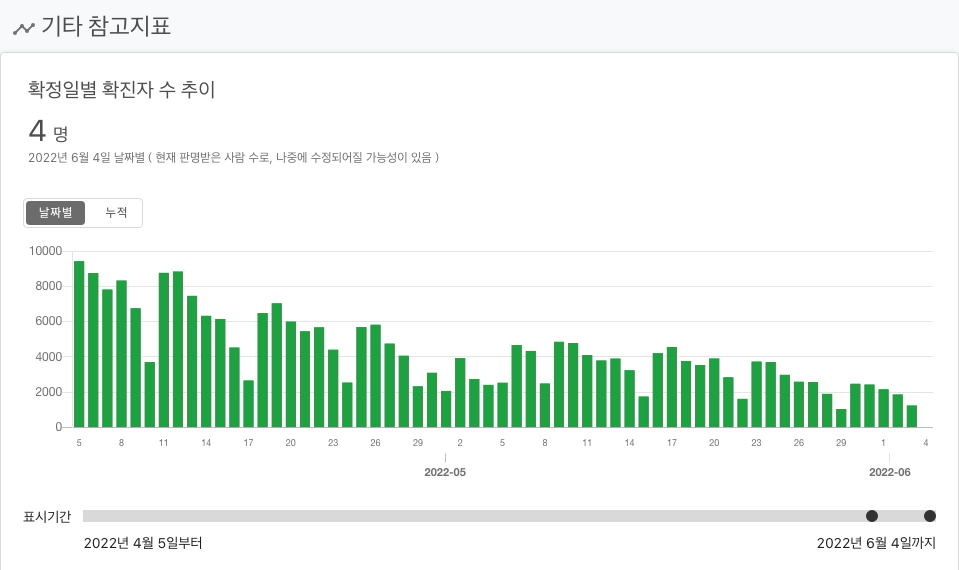 기타 참고지표
확정일별 확진자 수 추이
4 명
2022년 6월 4일 날짜별 ( 현재 판명받은 사람 수로, 나중에 수정되어질 가능성이 있음 )
날짜별 누적
10000
8000
6000
4000
2000
0
5 8 11 14 17 20 23 26 29 2 5 8 11 14 17 20 23 26 29 1 4
2022-05 2022-06
표시기간
2022년 4월 5일부터 2022년 6월 4일까지